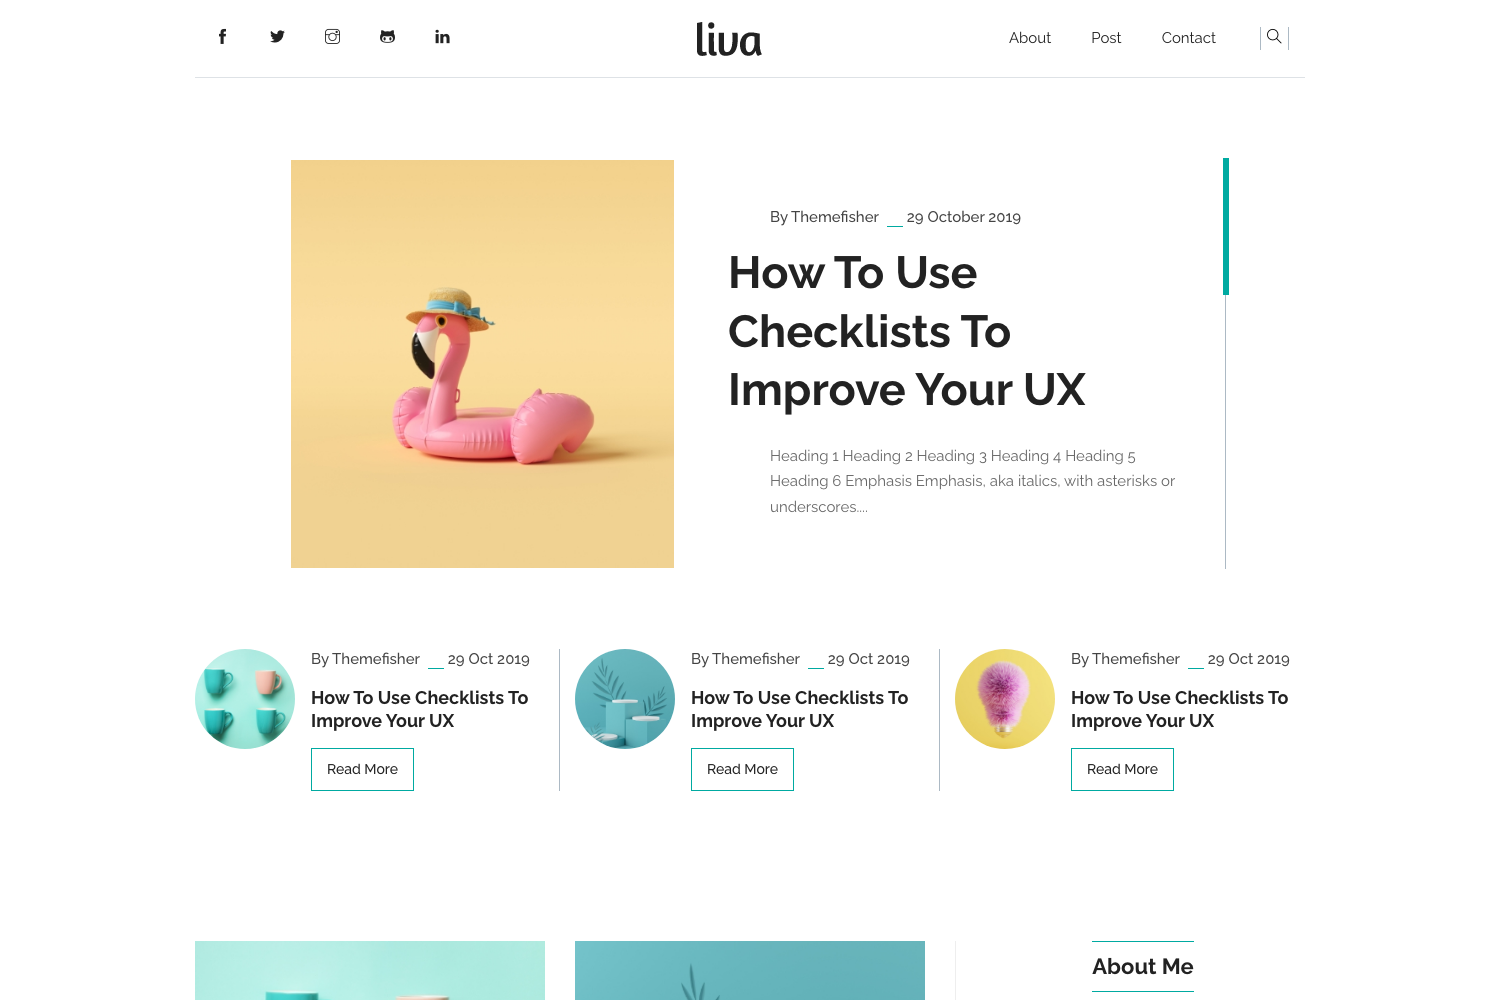 liva
About
Post
Contact
By Themefisher 29 October 2019
How To Use
Checklists To
Improve Your UX
Heading 1 Heading 2 Heading 3 Heading 4 Heading 5
Heading 6 Emphasis Emphasis, aka italics, with asterisks or
underscores....
By Themefisher 29 Oct 2019
How To Use Checklists To
Improve Your UX
Read More
By Themefisher 29 Oct 2019
How To Use Checklists To
Improve Your UX
Read More
By Themefisher 29 Oct 2019
How To Use Checklists To
Improve Your UX
Read More
About Me